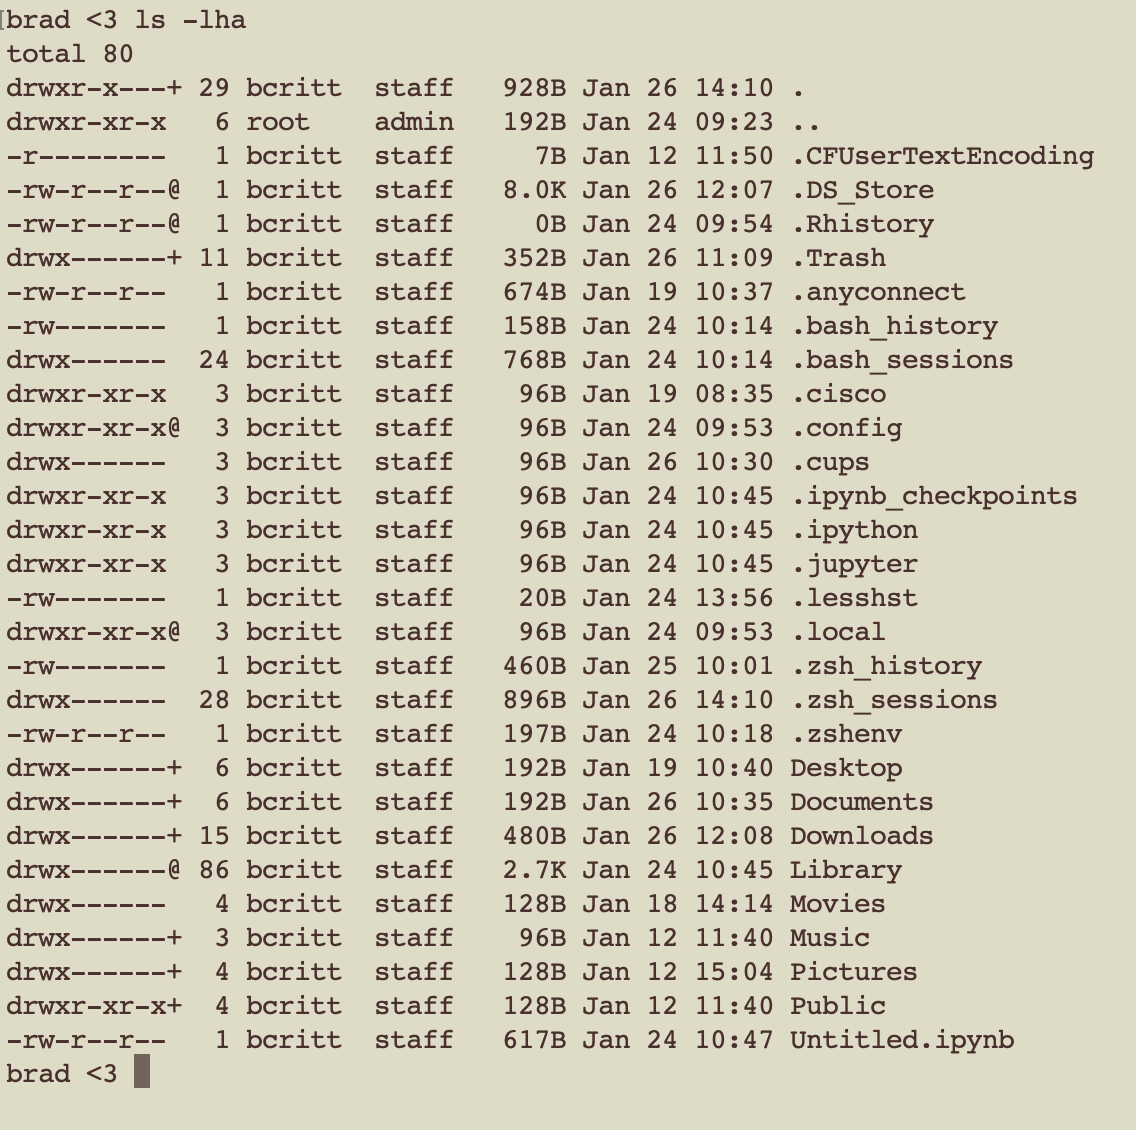 brad <3 ls -lha
total 80
drwxr-x---+ 29 bcritt  staff   928B Jan 26 14:10 .
drwxr-xr-x   6 root    admin   192B Jan 24 09:23 ..
-r--------   1 bcritt  staff     7B Jan 12 11:50 .CFUserTextEncoding
-rw-r--r--@  1 bcritt  staff   8.0K Jan 26 12:07 .DS_Store
-rw-r--r--@  1 bcritt  staff     0B Jan 24 09:54 .Rhistory
drwx------+ 11 bcritt  staff   352B Jan 26 11:09 .Trash
-rw-r--r--   1 bcritt  staff   674B Jan 19 10:37 .anyconnect
-rw-------   1 bcritt  staff   158B Jan 24 10:14 .bash_history
drwx------  24 bcritt  staff   768B Jan 24 10:14 .bash_sessions
drwxr-xr-x   3 bcritt  staff    96B Jan 19 08:35 .cisco
drwxr-xr-x@  3 bcritt  staff    96B Jan 24 09:53 .config
drwx------   3 bcritt  staff    96B Jan 26 10:30 .cups
drwxr-xr-x   3 bcritt  staff    96B Jan 24 10:45 .ipynb_checkpoints
drwxr-xr-x   3 bcritt  staff    96B Jan 24 10:45 .ipython
drwxr-xr-x   3 bcritt  staff    96B Jan 24 10:45 .jupyter
-rw-------   1 bcritt  staff    20B Jan 24 13:56 .lesshst
drwxr-xr-x@  3 bcritt  staff    96B Jan 24 09:53 .local
-rw-------   1 bcritt  staff   460B Jan 25 10:01 .zsh_history
drwx------  28 bcritt  staff   896B Jan 26 14:10 .zsh_sessions
-rw-r--r--   1 bcritt  staff   197B Jan 24 10:18 .zshenv
drwx------+  6 bcritt  staff   192B Jan 19 10:40 Desktop
drwx------+  6 bcritt  staff   192B Jan 26 10:35 Documents
drwx------+ 15 bcritt  staff   480B Jan 26 12:08 Downloads
drwx------@ 86 bcritt  staff   2.7K Jan 24 10:45 Library
drwx------   4 bcritt  staff   128B Jan 18 14:14 Movies
drwx------+  3 bcritt  staff    96B Jan 12 11:40 Music
drwx------+  4 bcritt  staff   128B Jan 12 15:04 Pictures
drwxr-xr-x+  4 bcritt  staff   128B Jan 12 11:40 Public
-rw-r--r--   1 bcritt  staff   617B Jan 24 10:47 Untitled.ipynb
brad <3